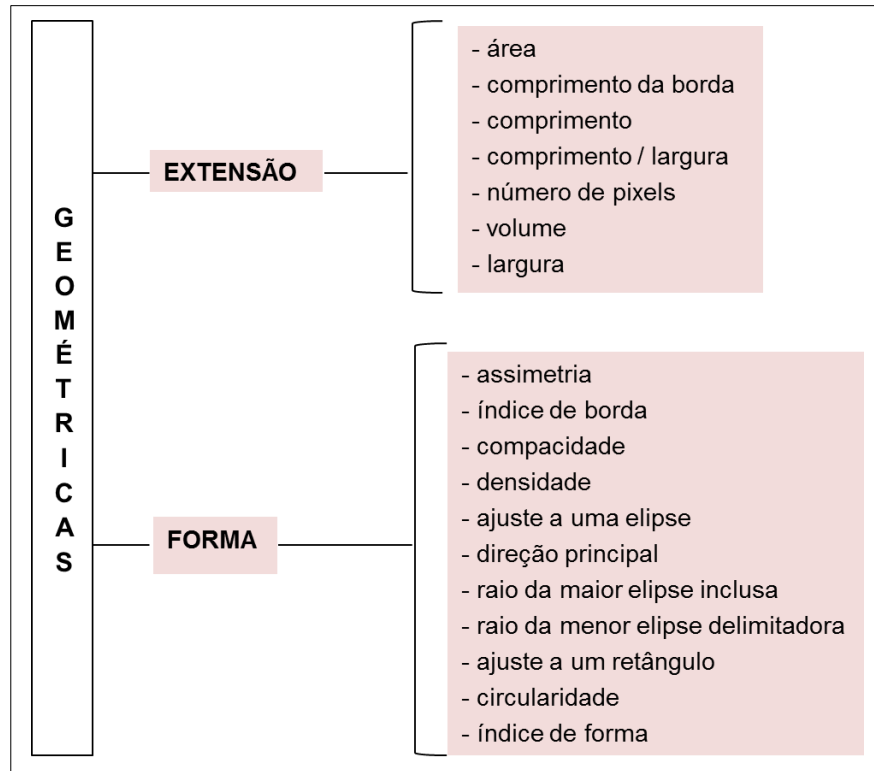 GEOMÉTRICAS
EXTENSÃO
- área
- comprimento da borda
- comprimento
- comprimento / largura
- número de pixels
- volume
- largura
FORMA
- assimetria
- índice de borda
- compacidade
- densidade
- ajuste a uma elipse
- direção principal
- raio da maior elipse inclusa
- raio da menor elipse delimitadora
- ajuste a um retângulo
- circularidade
- índice de forma